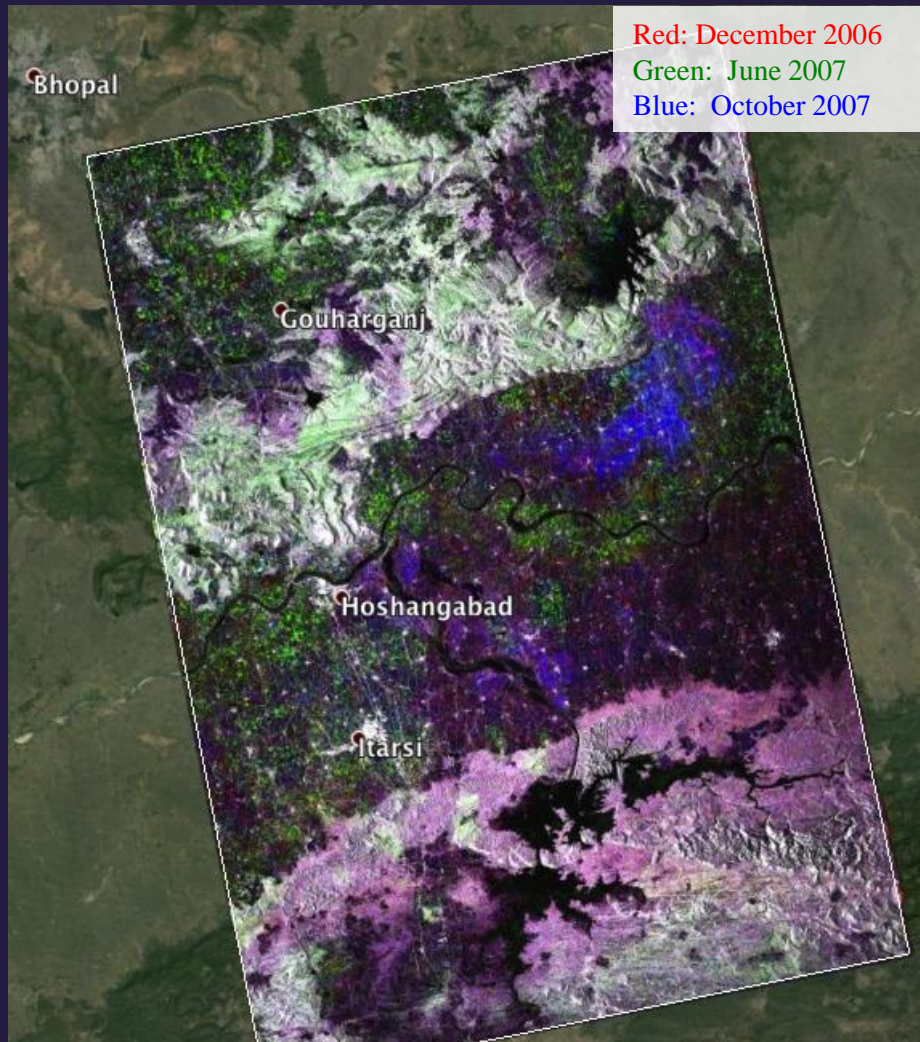 Red: December 2006
Green: June 2007
Blue: October 2007
Bhopal
Gouharganj
Hoshangabad
Itarsi